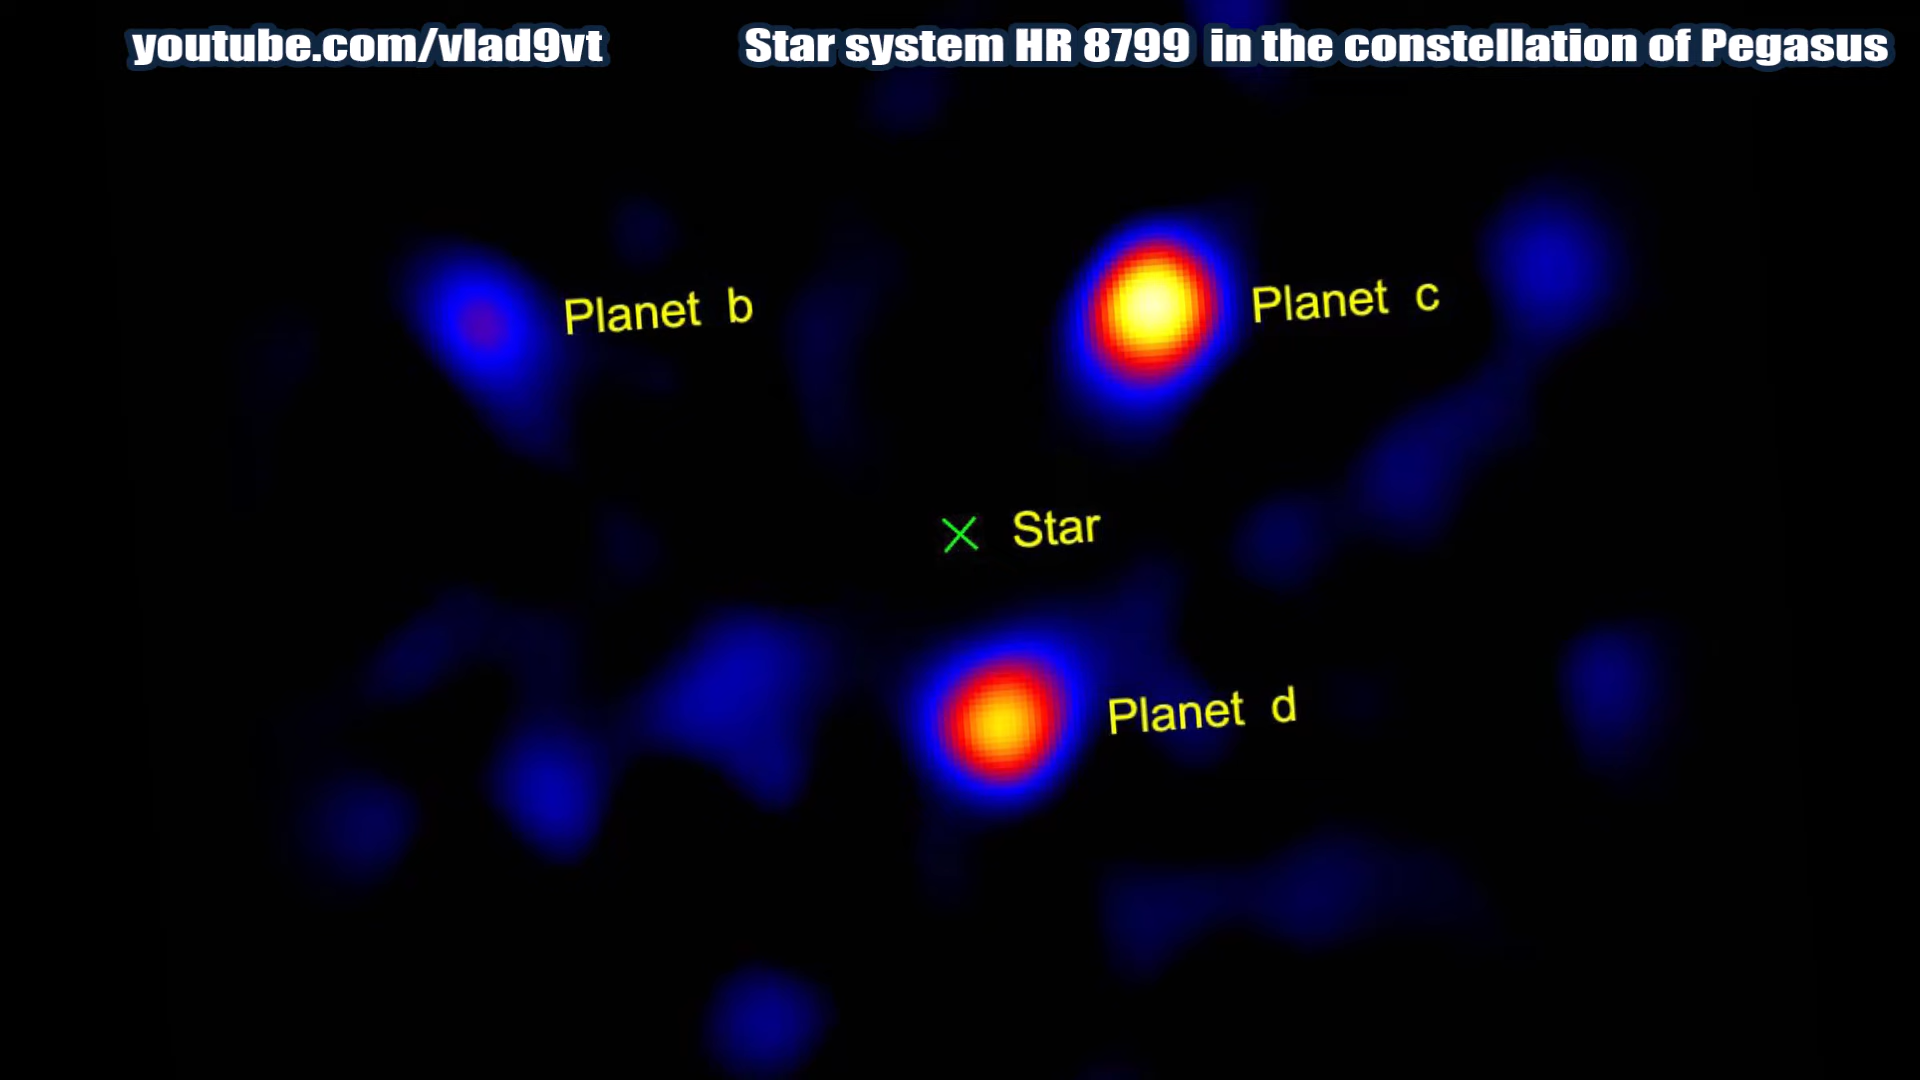 youtube.com/vlad9vt
Star system HR 8799 in the constellation of Pegasus
Planet b
Planet c
Star
Planet d